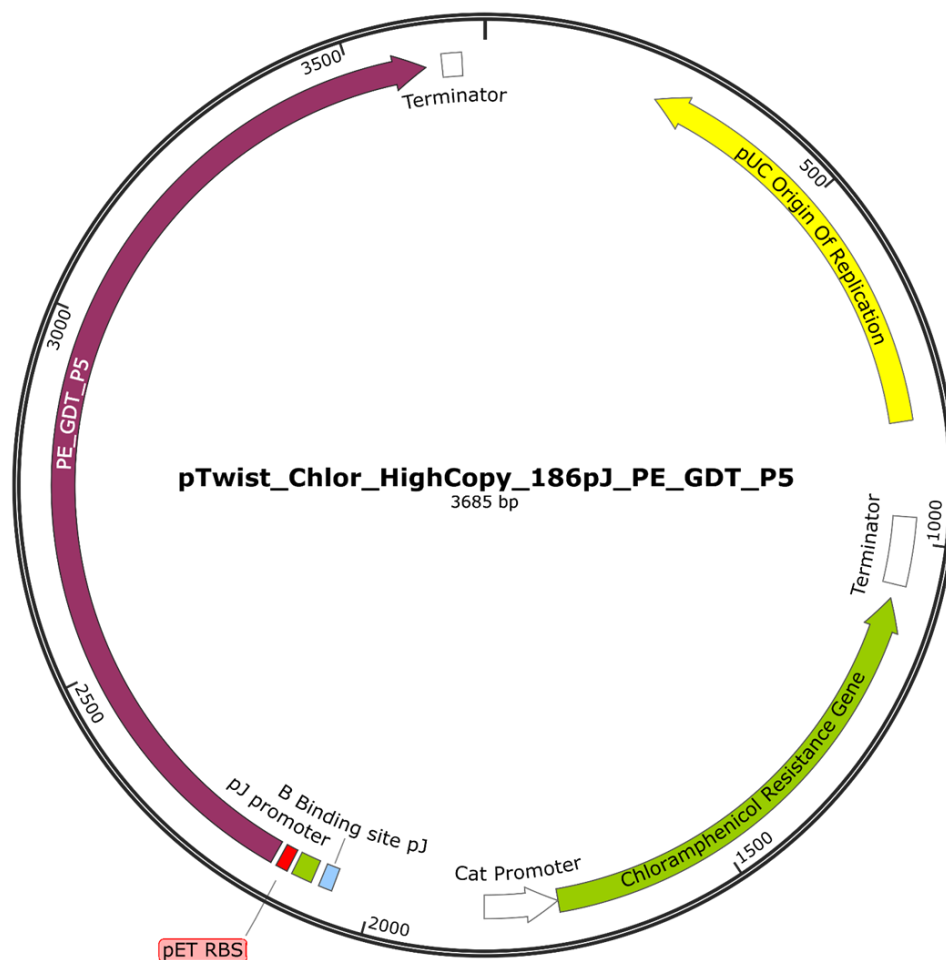 3500
Terminator
500
pUC Origin Of Replication
3000
PE_GDT_P5
pTwist_Chlor_HighCopy_186pJ_PE_GDT_P5
3685 bp
Terminator
1000
2500
Chloramphenicol Resistance Gene
pJ promoter
B Binding site pJ
1500
Cat Promoter
2000
pET RBS